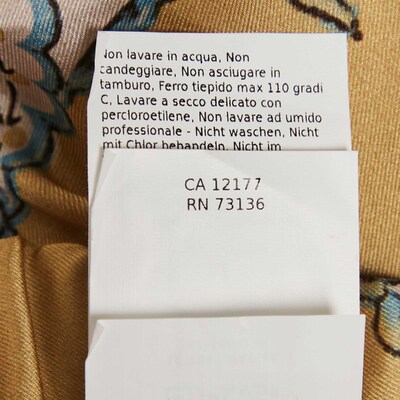 Non lavare in acqua, Non
candeggiare, Non asciugare in
tamburo, Ferro tiepido max 110 gradi
C, Lavare a secco delicato con
percloroetilene, Non lavare ad umido
professionale - Nicht waschen, Nicht
mit Chlor behandeln, Nicht im
CA 12177
RN 73136